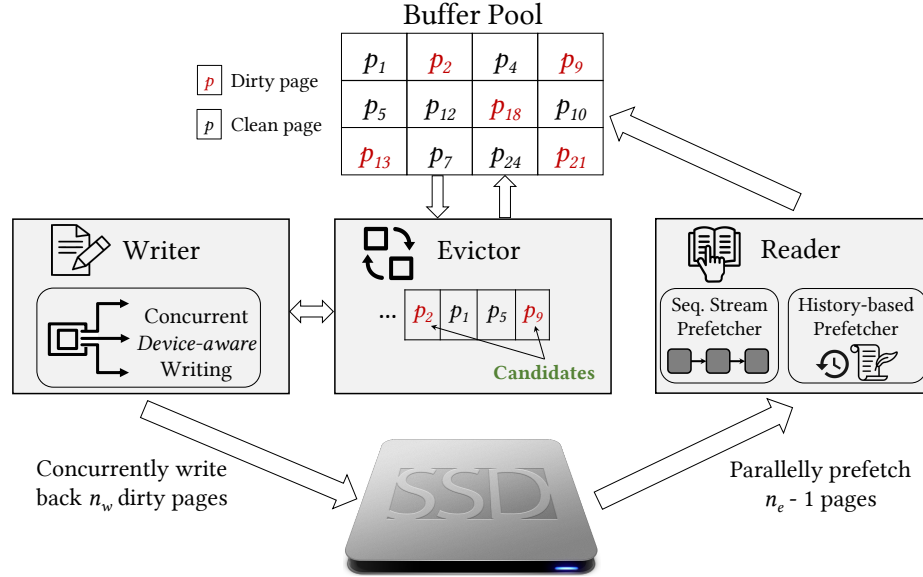 Buffer Pool
p Dirty page
p Clean page
p1 p2 p4 p9
p5 p12 p18 p10
p13 p7 p24 p21
Writer
Concurrent
Device-aware
Writing
Evictor
... p2 p1 p5 p9
Candidates
Reader
Seq. Stream
Prefetcher
History-based
Prefetcher
Concurrently write
back nw dirty pages
SSD
Parallelly prefetch
ne - 1 pages